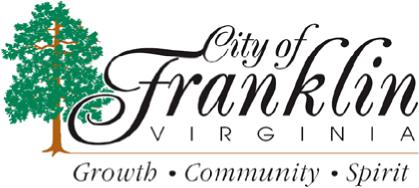 City of
Franklin
VIRGINIA
Growth • Community • Spirit